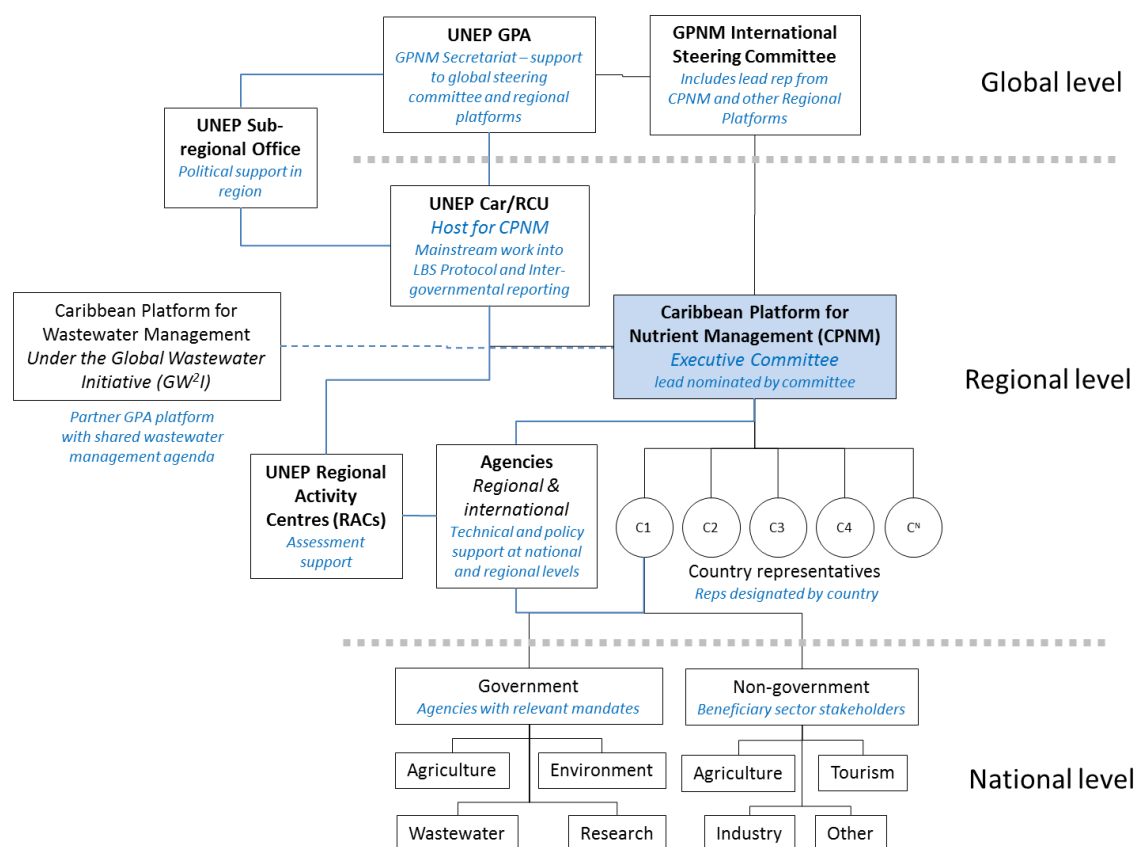 UNEP GPA
GPNM Secretariat – support
to global steering
committee and regional
platforms
GPNM International
Steering Committee
Includes lead rep from
CPNM and other Regional
Platforms
Global level
UNEP Sub-
regional Office
Political support in
region
UNEP Car/RCU
Host for CPNM
Mainstream work into
LBS Protocol and Inter-
governmental reporting
Caribbean Platform for
Wastewater Management
Under the Global Wastewater
Initiative (GW²I)
Partner GPA platform
with shared wastewater
management agenda
Caribbean Platform for
Nutrient Management (CPNM)
Executive Committee
lead nominated by committee
Regional level
UNEP Regional
Activity
Centres (RACs)
Assessment
support
Agencies
Regional &
international
Technical and policy
support at national
and regional levels
C1
C2
C3
C4
Cᴺ
Country representatives
Reps designated by country
Government
Agencies with relevant mandates
Non-government
Beneficiary sector stakeholders
Agriculture
Environment
Agriculture
Tourism
National level
Wastewater
Research
Industry
Other